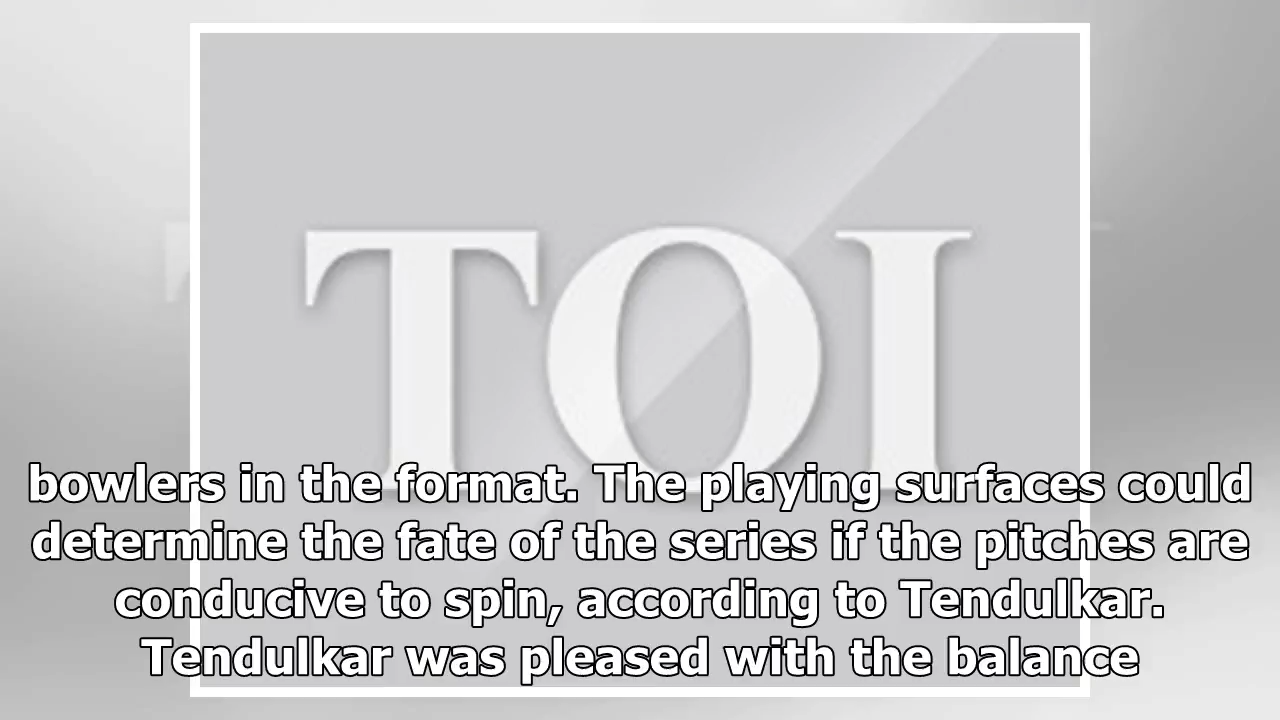 TOI
bowlers in the format. The playing surfaces could
determine the fate of the series if the pitches are
conducive to spin, according to Tendulkar.
Tendulkar was pleased with the balance